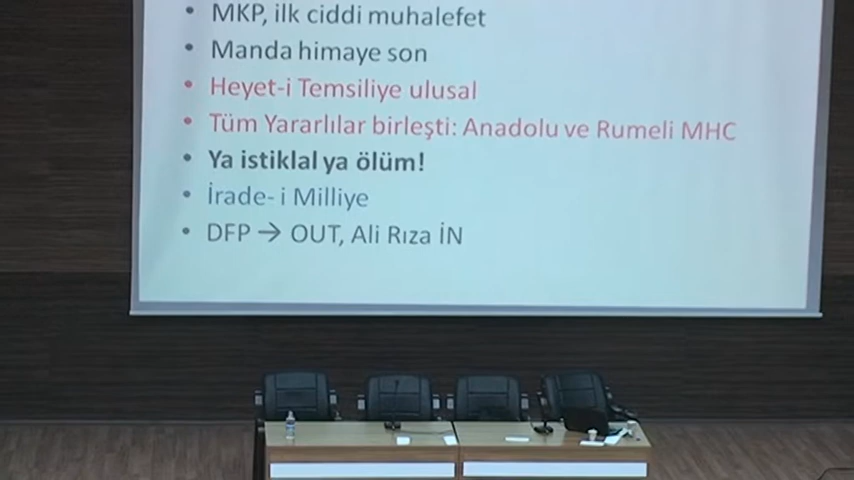 • MKP, ilk ciddi muhalefet
• Manda himaye son
• Heyet-i Temsiliye ulusal
• Tüm Yararlılar birleşti: Anadolu ve Rumeli MHC
• Ya istiklal ya ölüm!
• İrade- i Milliye
• DFP → OUT, Ali Rıza İN